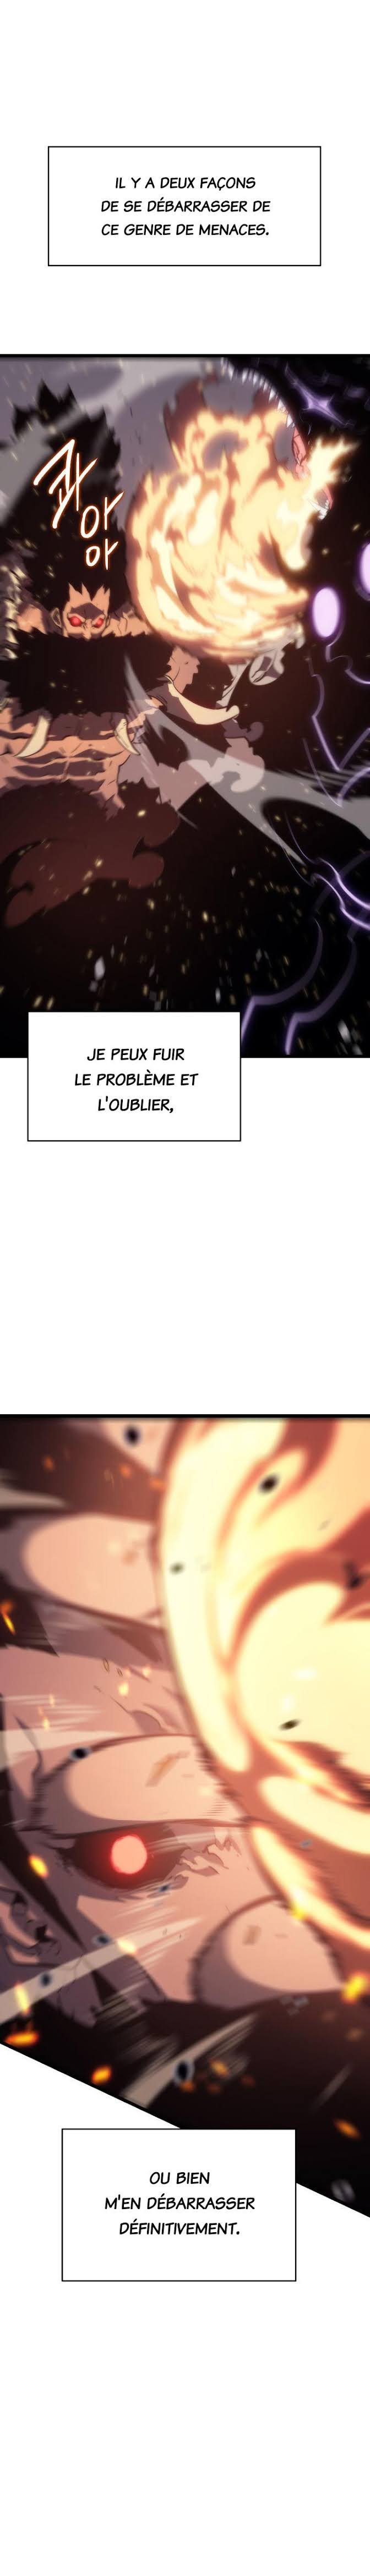 IL Y A DEUX FAÇONS
DE SE DÉBARRASSER DE
CE GENRE DE MENACES.
콰
아
아
JE PEUX FUIR
LE PROBLÈME ET
L'OUBLIER,
OU BIEN
M'EN DÉBARRASSER
DÉFINITIVEMENT.